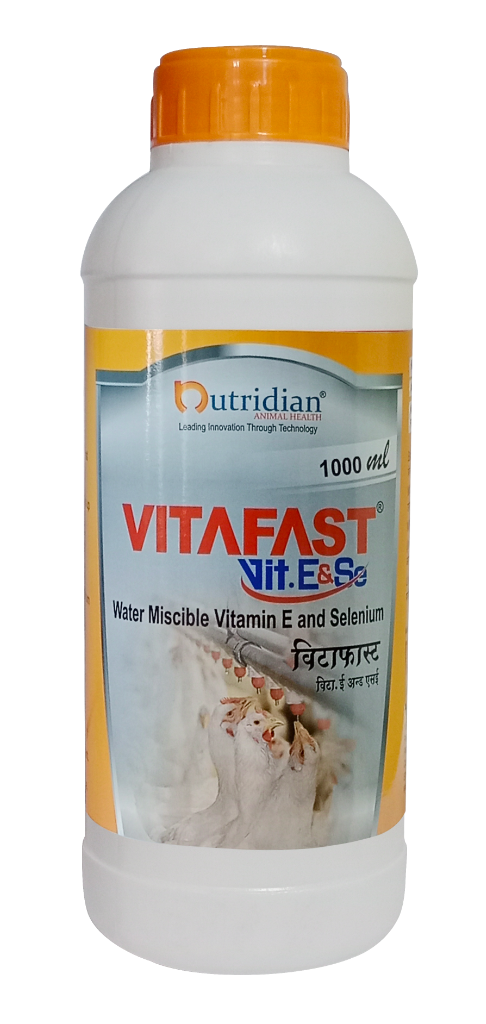 Nutridian®
ANIMAL HEALTH
Leading Innovation Through Technology
1000 ml
VITAFAST®
Vit.E&Se
Water Miscible Vitamin E and Selenium
विटाफास्ट
विटा. ई अन्ड एसई